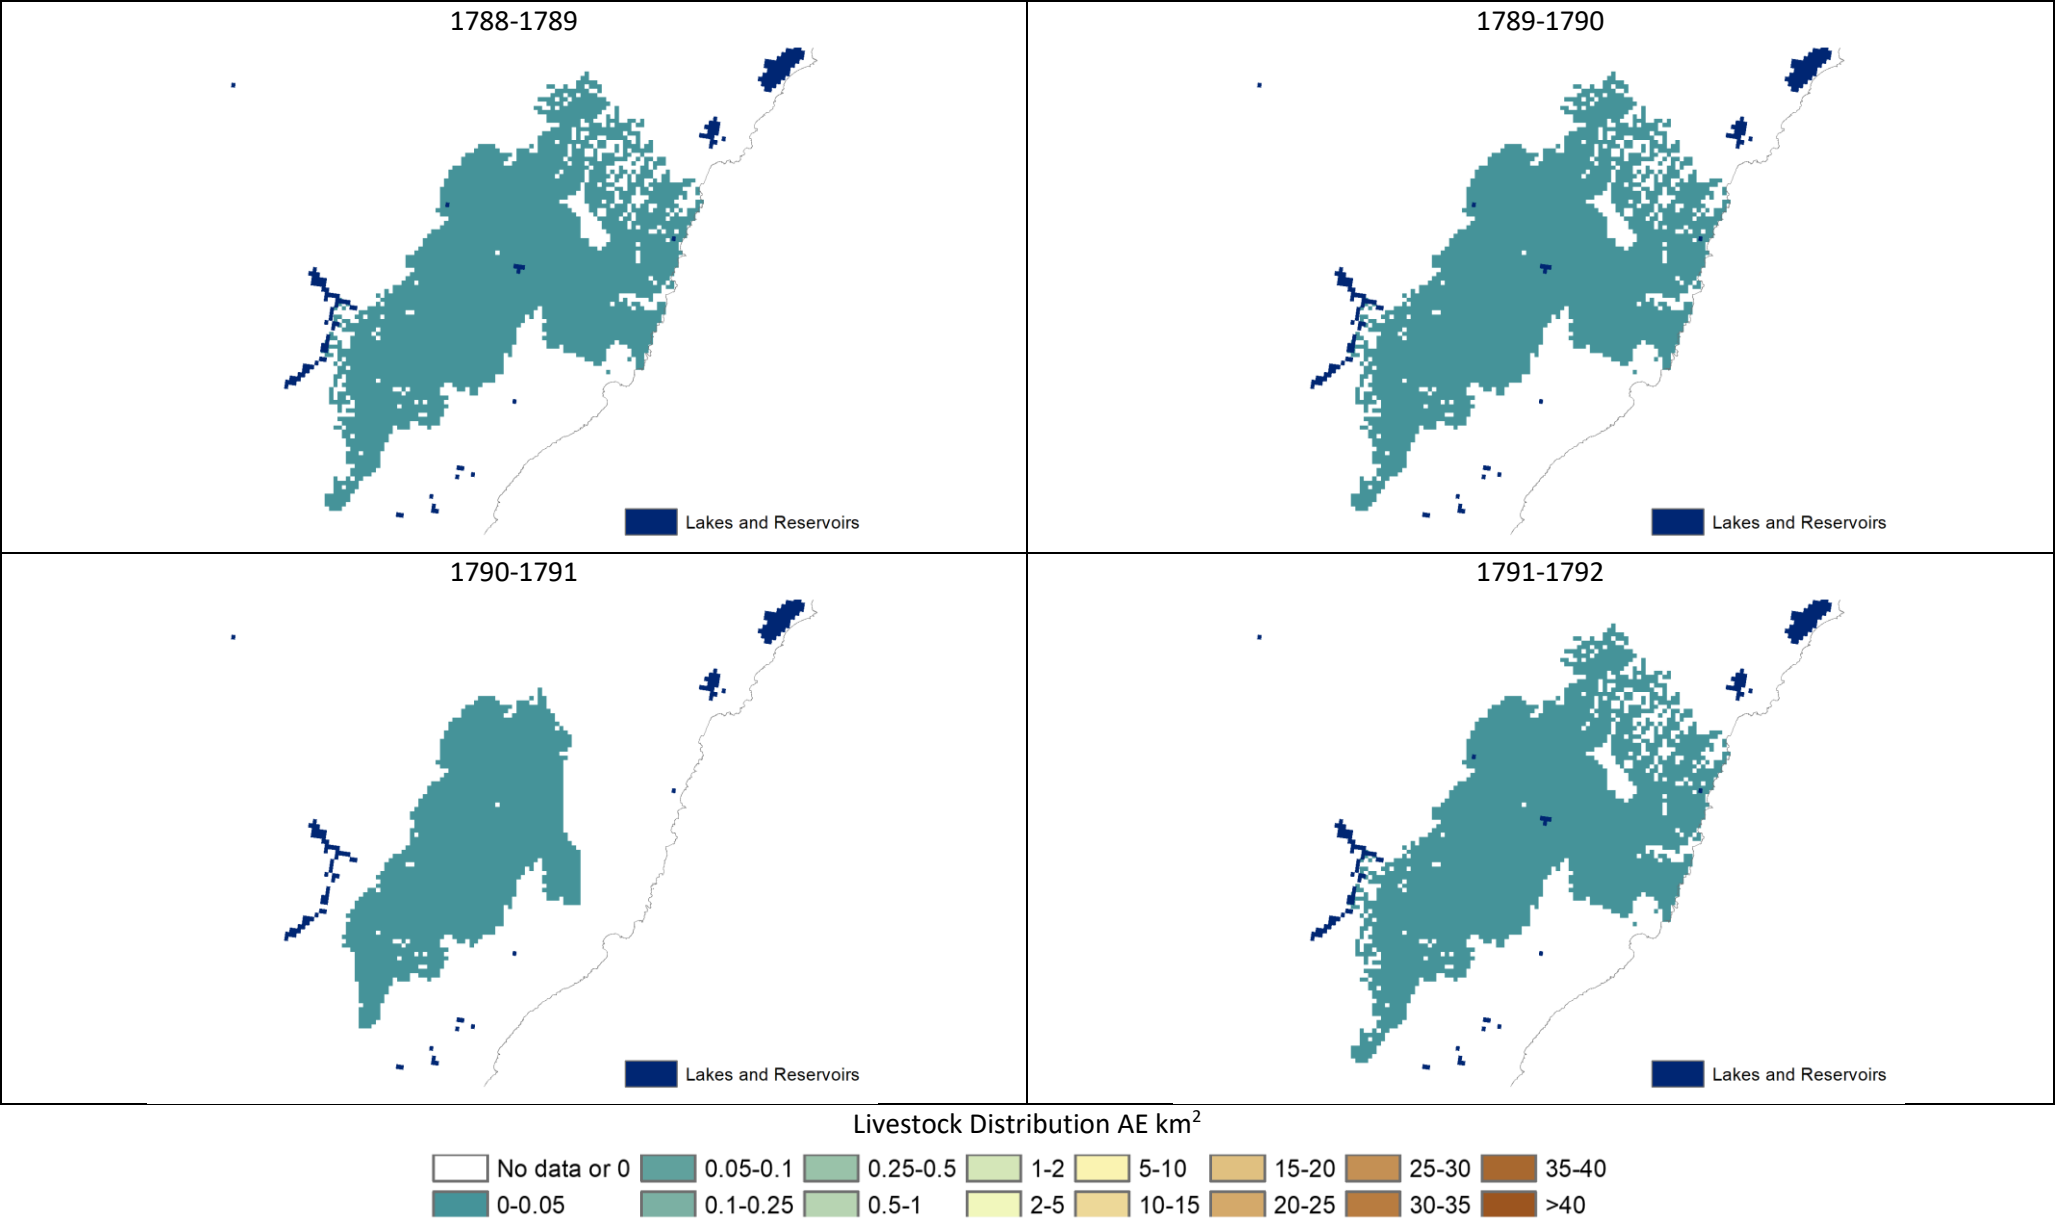 1788-1789
1789-1790
Lakes and Reservoirs
Lakes and Reservoirs
1790-1791
1791-1792
Lakes and Reservoirs
Lakes and Reservoirs
Livestock Distribution AE km²
No data or 0 0.05-0.1 0.25-0.5 1-2 5-10 15-20 25-30 35-40
0-0.05 0.1-0.25 0.5-1 2-5 10-15 20-25 30-35 >40